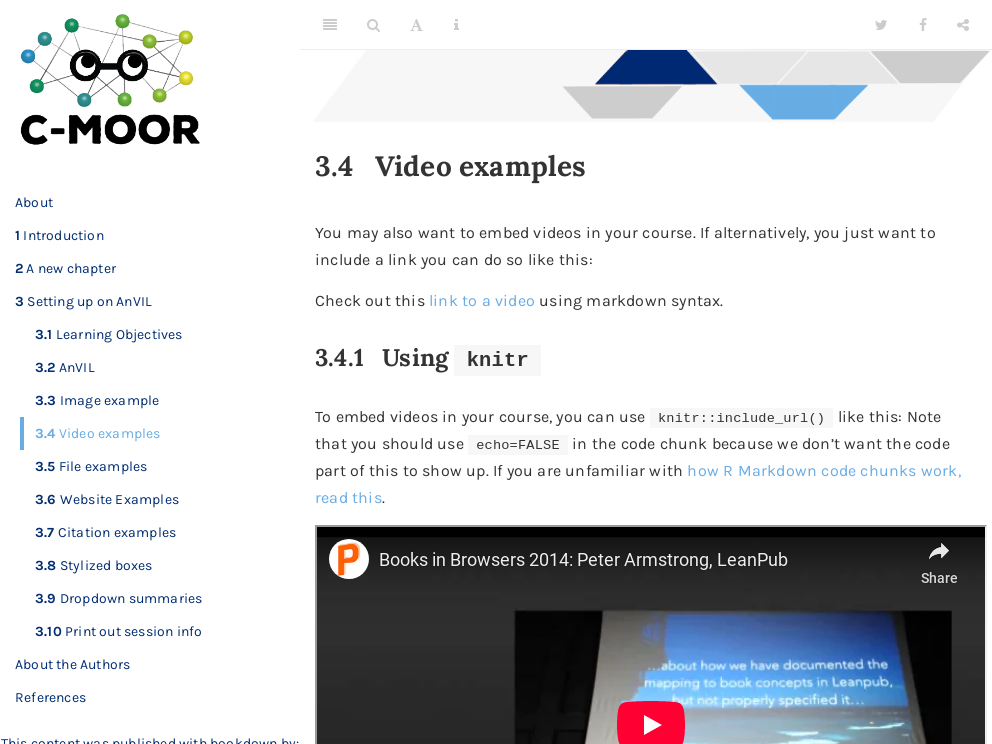 C-MOOR
About
1 Introduction
2 A new chapter
3 Setting up on AnVIL
3.1 Learning Objectives
3.2 AnVIL
3.3 Image example
3.4 Video examples
3.5 File examples
3.6 Website Examples
3.7 Citation examples
3.8 Stylized boxes
3.9 Dropdown summaries
3.10 Print out session info
About the Authors
References
This content was published with bookdown by:
3.4 Video examples
You may also want to embed videos in your course. If alternatively, you just want to
include a link you can do so like this:
Check out this link to a video using markdown syntax.
3.4.1 Using knitr
To embed videos in your course, you can use knitr::include_url() like this: Note
that you should use echo=FALSE in the code chunk because we don’t want the code
part of this to show up. If you are unfamiliar with how R Markdown code chunks work,
read this.
Books in Browsers 2014: Peter Armstrong, LeanPub
Share
...about how we have documented the
mapping to book concepts in Leanpub,
but not properly specified it...